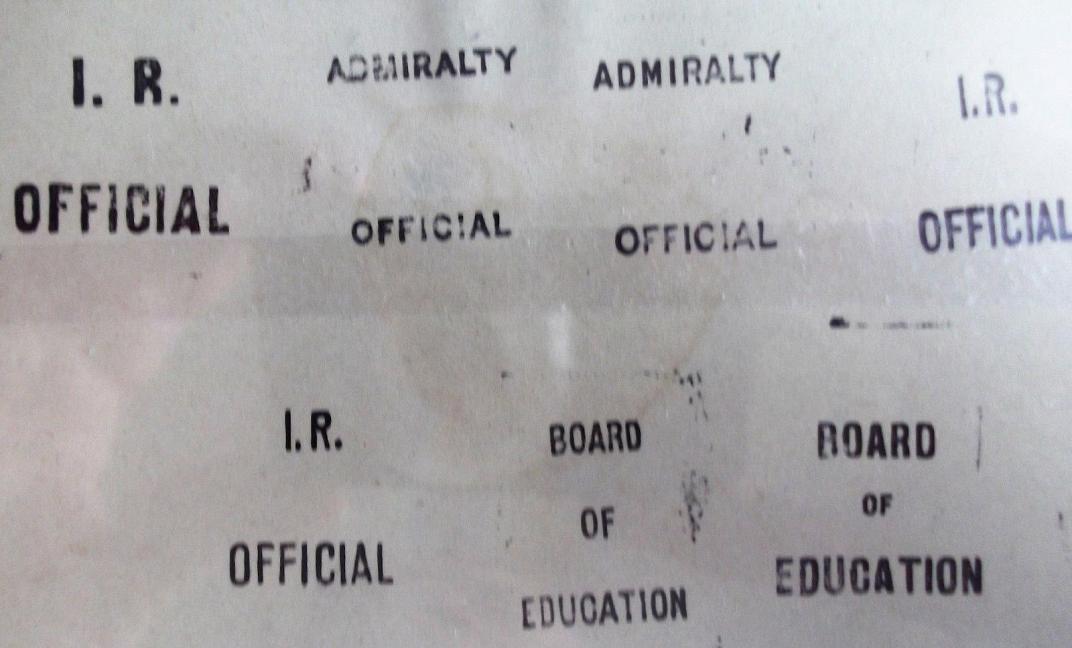 I. R.
OFFICIAL
ADMIRALTY
OFFICIAL
ADMIRALTY
OFFICIAL
I.R.
OFFICIAL
I.R.
OFFICIAL
BOARD
OF
EDUCATION
BOARD
OF
EDUCATION